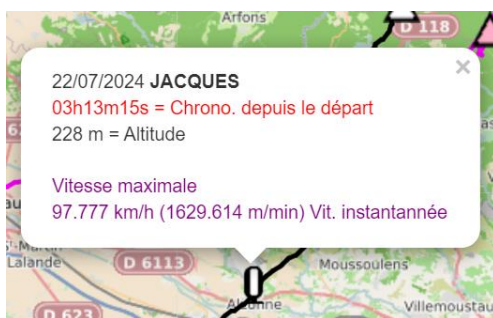 Arfons
D 118
×
22/07/2024 JACQUES
03h13m15s = Chrono. depuis le départ
228 m = Altitude
Vitesse maximale
97.777 km/h (1629.614 m/min) Vit. instantannée
Lalande
D 6113
Moussoulens
D 623
Villemoustau